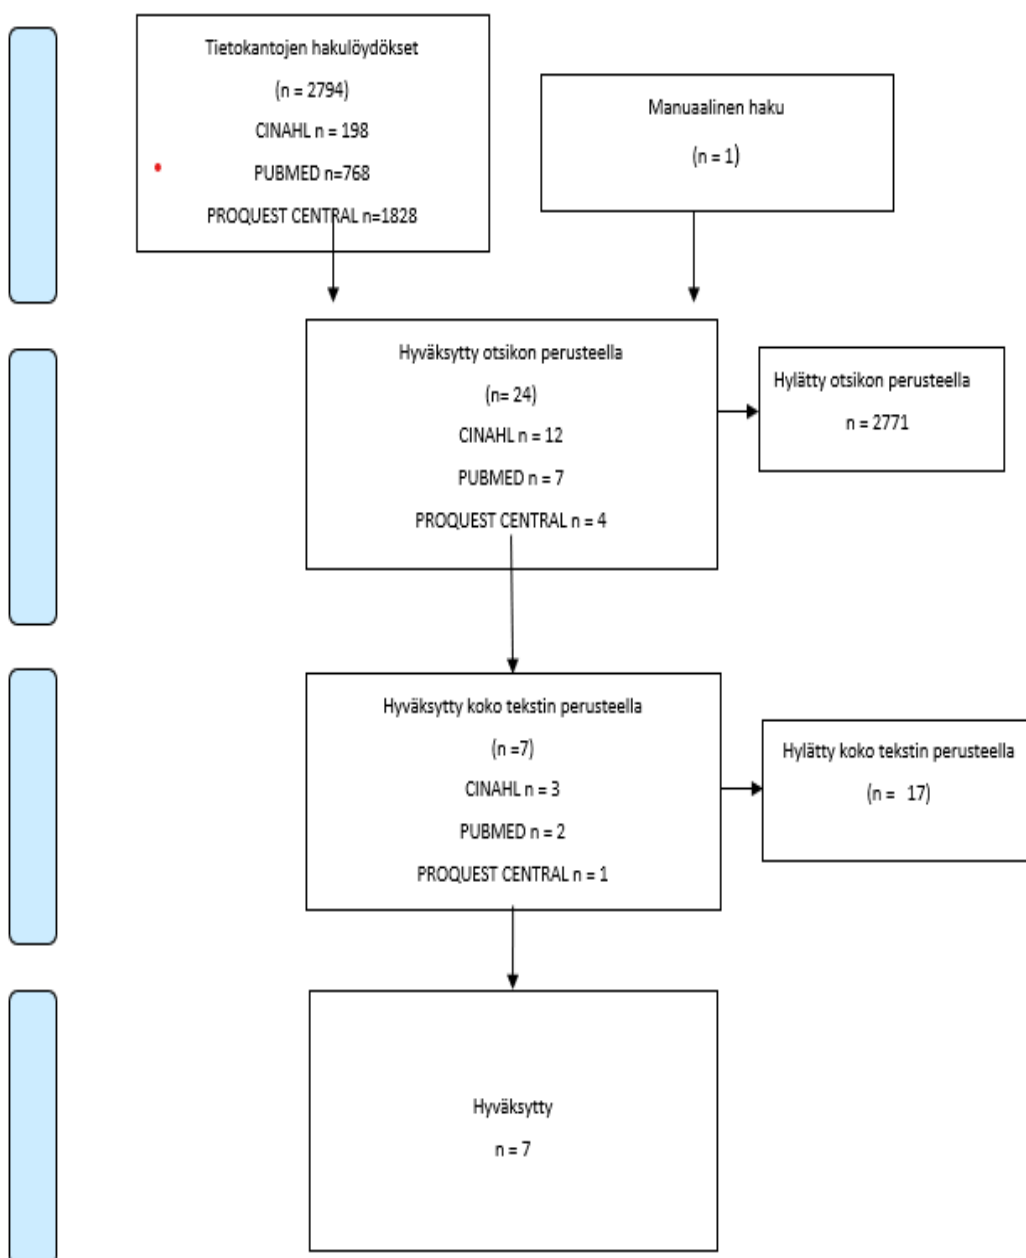 Tietokantojen hakulöydökset
(n = 2794)
CINAHL n = 198
PUBMED n=768
PROQUEST CENTRAL n=1828
Manuaalinen haku
(n = 1)
Hyväksytty otsikon perusteella
(n= 24)
CINAHL n = 12
PUBMED n = 7
PROQUEST CENTRAL n = 4
Hylätty otsikon perusteella
n = 2771
Hyväksytty koko tekstin perusteella
(n =7)
CINAHL n = 3
PUBMED n = 2
PROQUEST CENTRAL n = 1
Hylätty koko tekstin perusteella
(n = 17)
Hyväksytty
n = 7